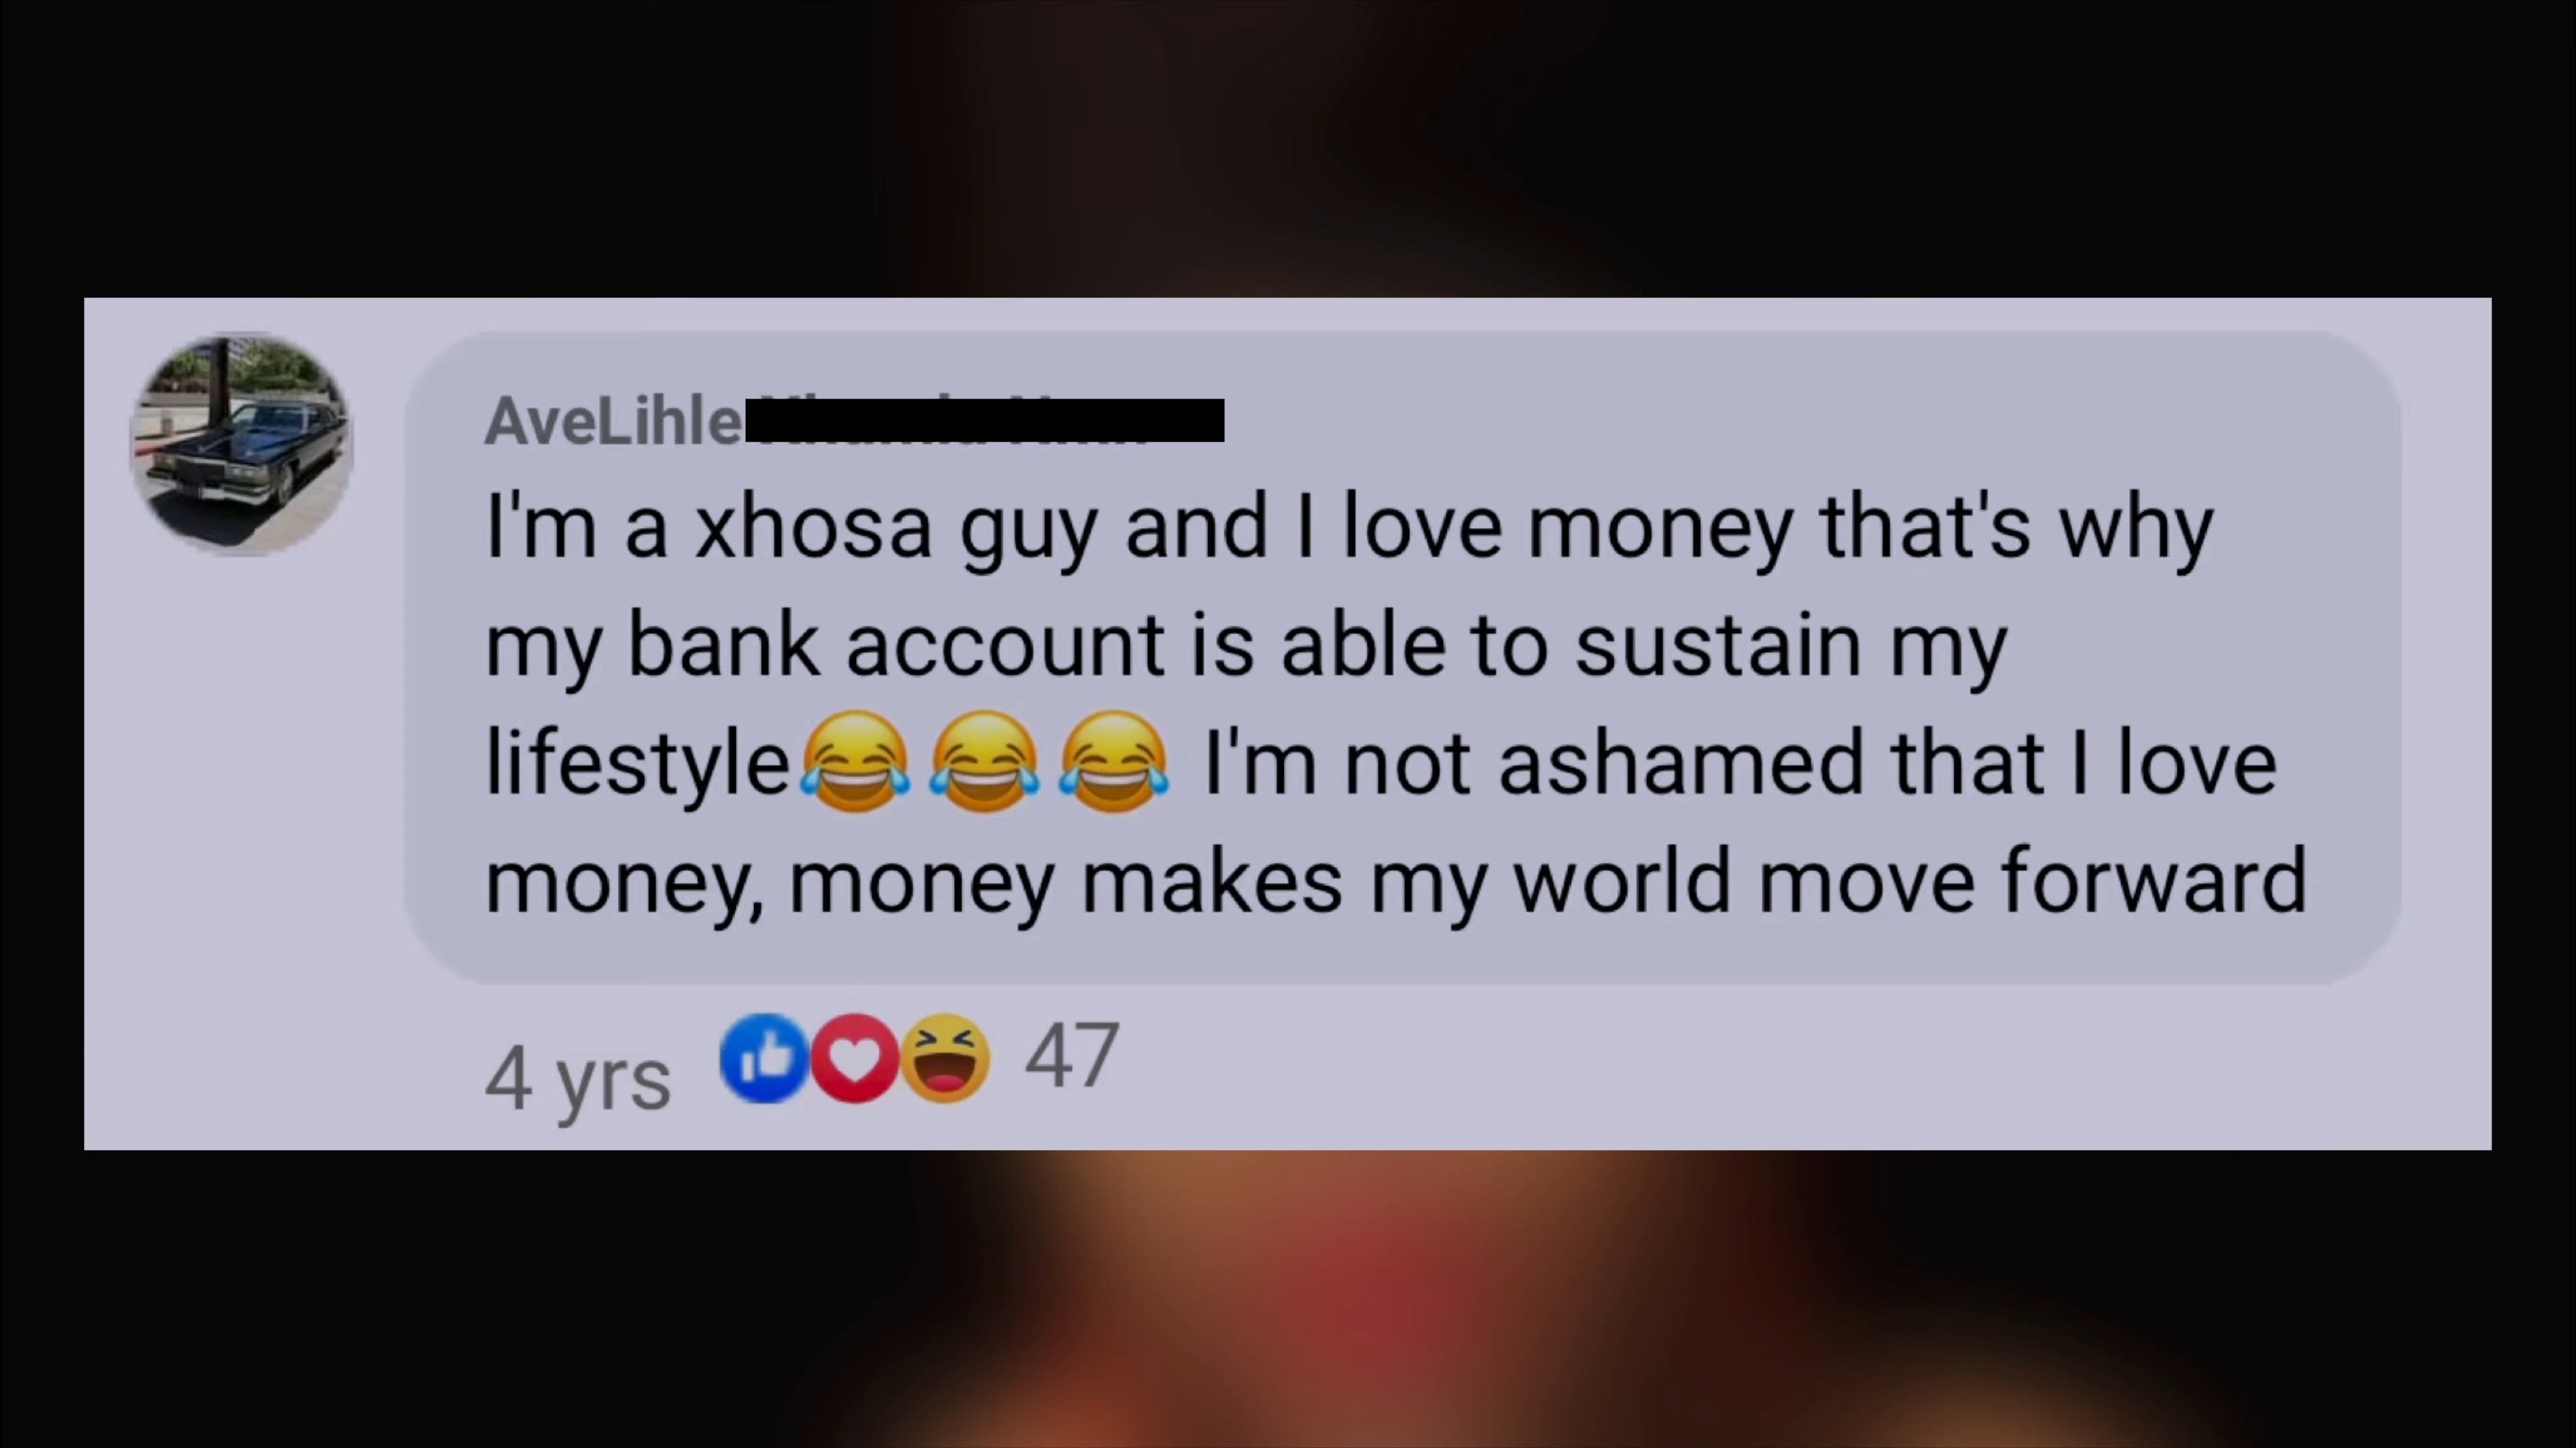 AveLihle
I'm a xhosa guy and I love money that's why
my bank account is able to sustain my
lifestyle😂😂😂 I'm not ashamed that I love
money, money makes my world move forward
4 yrs 47